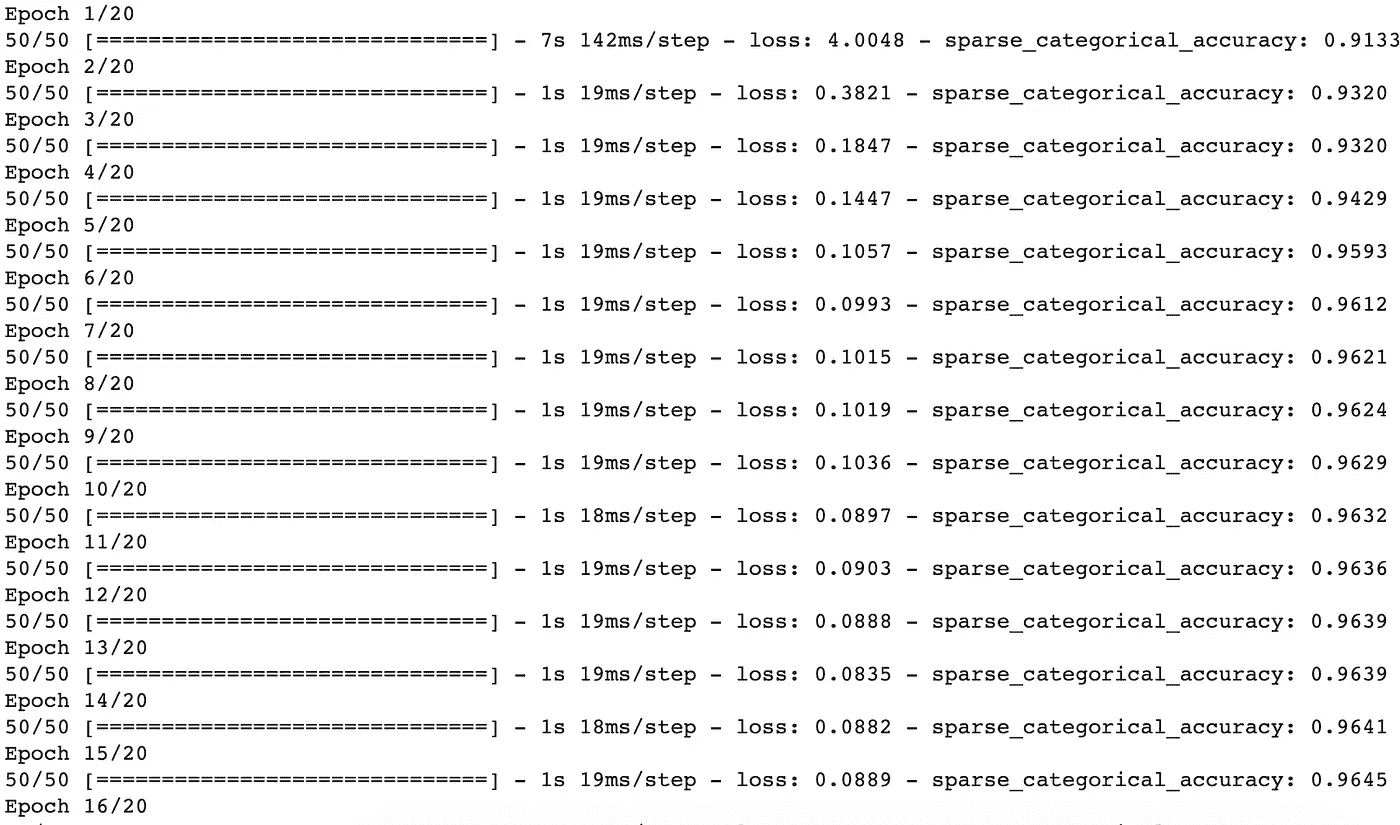 Epoch 1/20
50/50 [==============================] - 7s 142ms/step - loss: 4.0048 - sparse_categorical_accuracy: 0.9133
Epoch 2/20
50/50 [==============================] - 1s 19ms/step - loss: 0.3821 - sparse_categorical_accuracy: 0.9320
Epoch 3/20
50/50 [==============================] - 1s 19ms/step - loss: 0.1847 - sparse_categorical_accuracy: 0.9320
Epoch 4/20
50/50 [==============================] - 1s 19ms/step - loss: 0.1447 - sparse_categorical_accuracy: 0.9429
Epoch 5/20
50/50 [==============================] - 1s 19ms/step - loss: 0.1057 - sparse_categorical_accuracy: 0.9593
Epoch 6/20
50/50 [==============================] - 1s 19ms/step - loss: 0.0993 - sparse_categorical_accuracy: 0.9612
Epoch 7/20
50/50 [==============================] - 1s 19ms/step - loss: 0.1015 - sparse_categorical_accuracy: 0.9621
Epoch 8/20
50/50 [==============================] - 1s 19ms/step - loss: 0.1019 - sparse_categorical_accuracy: 0.9624
Epoch 9/20
50/50 [==============================] - 1s 19ms/step - loss: 0.1036 - sparse_categorical_accuracy: 0.9629
Epoch 10/20
50/50 [==============================] - 1s 18ms/step - loss: 0.0897 - sparse_categorical_accuracy: 0.9632
Epoch 11/20
50/50 [==============================] - 1s 19ms/step - loss: 0.0903 - sparse_categorical_accuracy: 0.9636
Epoch 12/20
50/50 [==============================] - 1s 19ms/step - loss: 0.0888 - sparse_categorical_accuracy: 0.9639
Epoch 13/20
50/50 [==============================] - 1s 19ms/step - loss: 0.0835 - sparse_categorical_accuracy: 0.9639
Epoch 14/20
50/50 [==============================] - 1s 18ms/step - loss: 0.0882 - sparse_categorical_accuracy: 0.9641
Epoch 15/20
50/50 [==============================] - 1s 19ms/step - loss: 0.0889 - sparse_categorical_accuracy: 0.9645
Epoch 16/20